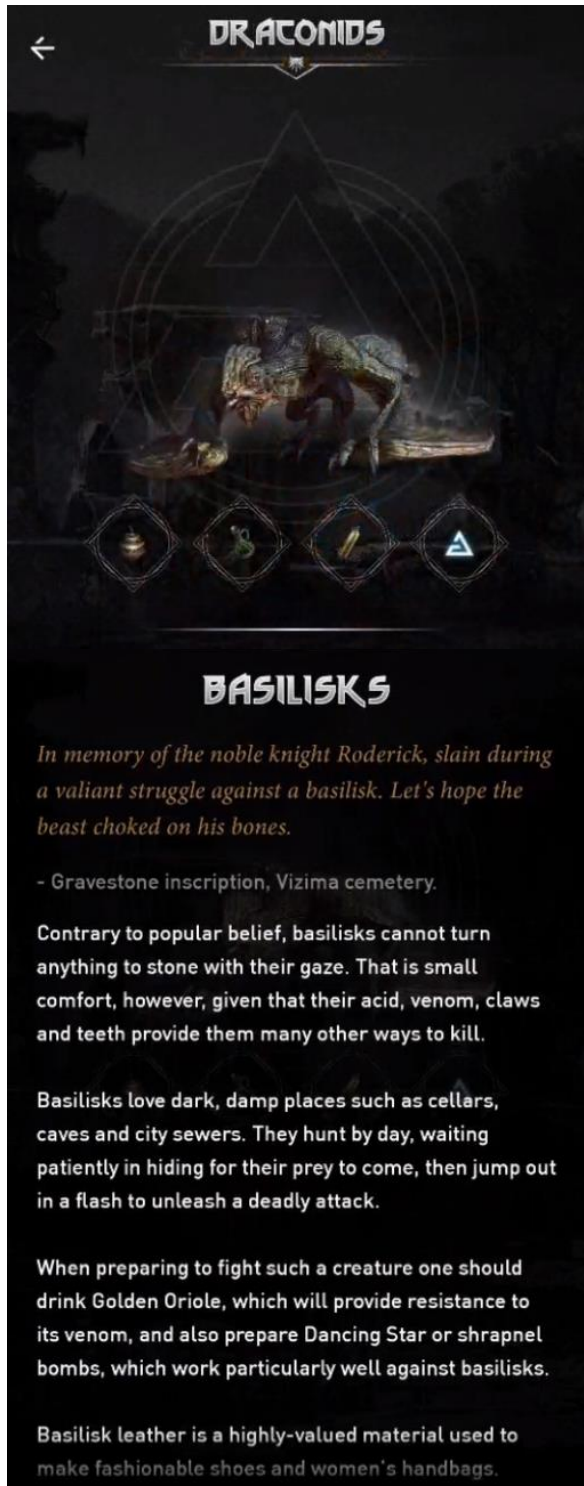 DRACONIDS
BASILISKS
In memory of the noble knight Roderick, slain during
a valiant struggle against a basilisk. Let's hope the
beast choked on his bones.
- Gravestone inscription, Vizima cemetery.
Contrary to popular belief, basilisks cannot turn
anything to stone with their gaze. That is small
comfort, however, given that their acid, venom, claws
and teeth provide them many other ways to kill.
Basilisks love dark, damp places such as cellars,
caves and city sewers. They hunt by day, waiting
patiently in hiding for their prey to come, then jump out
in a flash to unleash a deadly attack.
When preparing to fight such a creature one should
drink Golden Oriole, which will provide resistance to
its venom, and also prepare Dancing Star or shrapnel
bombs, which work particularly well against basilisks.
Basilisk leather is a highly-valued material used to
make fashionable shoes and women's handbags.